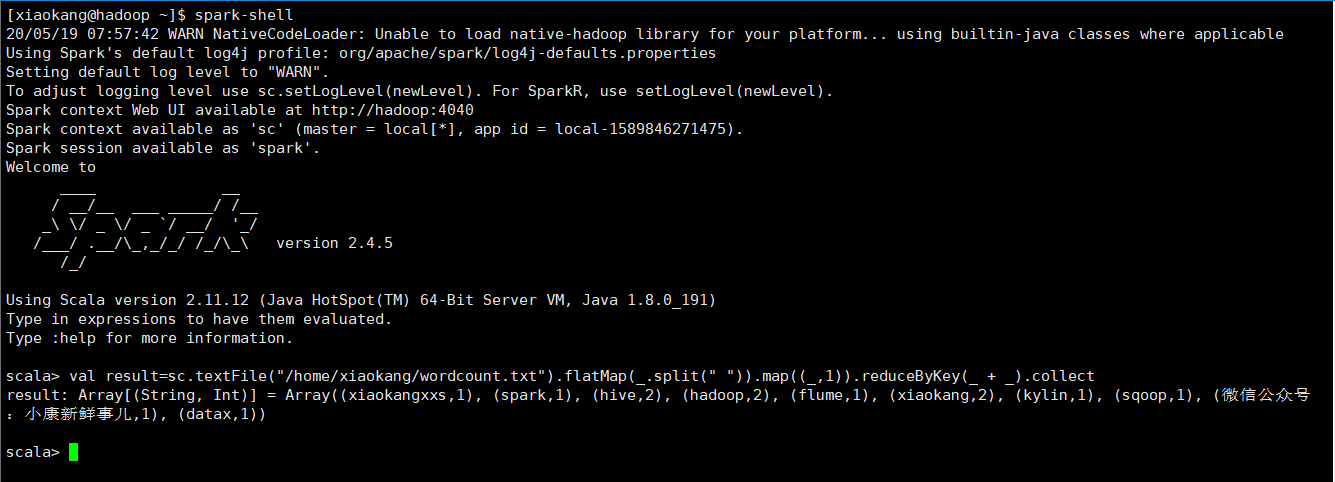 [xiaokang@hadoop ~]$ spark-shell
20/05/19 07:57:42 WARN NativeCodeLoader: Unable to load native-hadoop library for your platform... using builtin-java classes where applicable
Using Spark's default log4j profile: org/apache/spark/log4j-defaults.properties
Setting default log level to "WARN".
To adjust logging level use sc.setLogLevel(newLevel). For SparkR, use setLogLevel(newLevel).
Spark context Web UI available at http://hadoop:4040
Spark context available as 'sc' (master = local[*], app id = local-1589846271475).
Spark session available as 'spark'.
Welcome to
      ____              __
     / __/__  ___ _____/ /__
    _\ \/ _ \/ _ `/ __/  '_/
   /___/ .__/\_,_/_/ /_/\_\   version 2.4.5
      /_/

Using Scala version 2.11.12 (Java HotSpot(TM) 64-Bit Server VM, Java 1.8.0_191)
Type in expressions to have them evaluated.
Type :help for more information.

scala> val result=sc.textFile("/home/xiaokang/wordcount.txt").flatMap(_.split(" ")).map((_,1)).reduceByKey(_ + _).collect
result: Array[(String, Int)] = Array((xiaokangxxs,1), (spark,1), (hive,2), (hadoop,2), (flume,1), (xiaokang,2), (kylin,1), (sqoop,1), (微信公众号
：小康新鲜事儿,1), (datax,1))

scala>